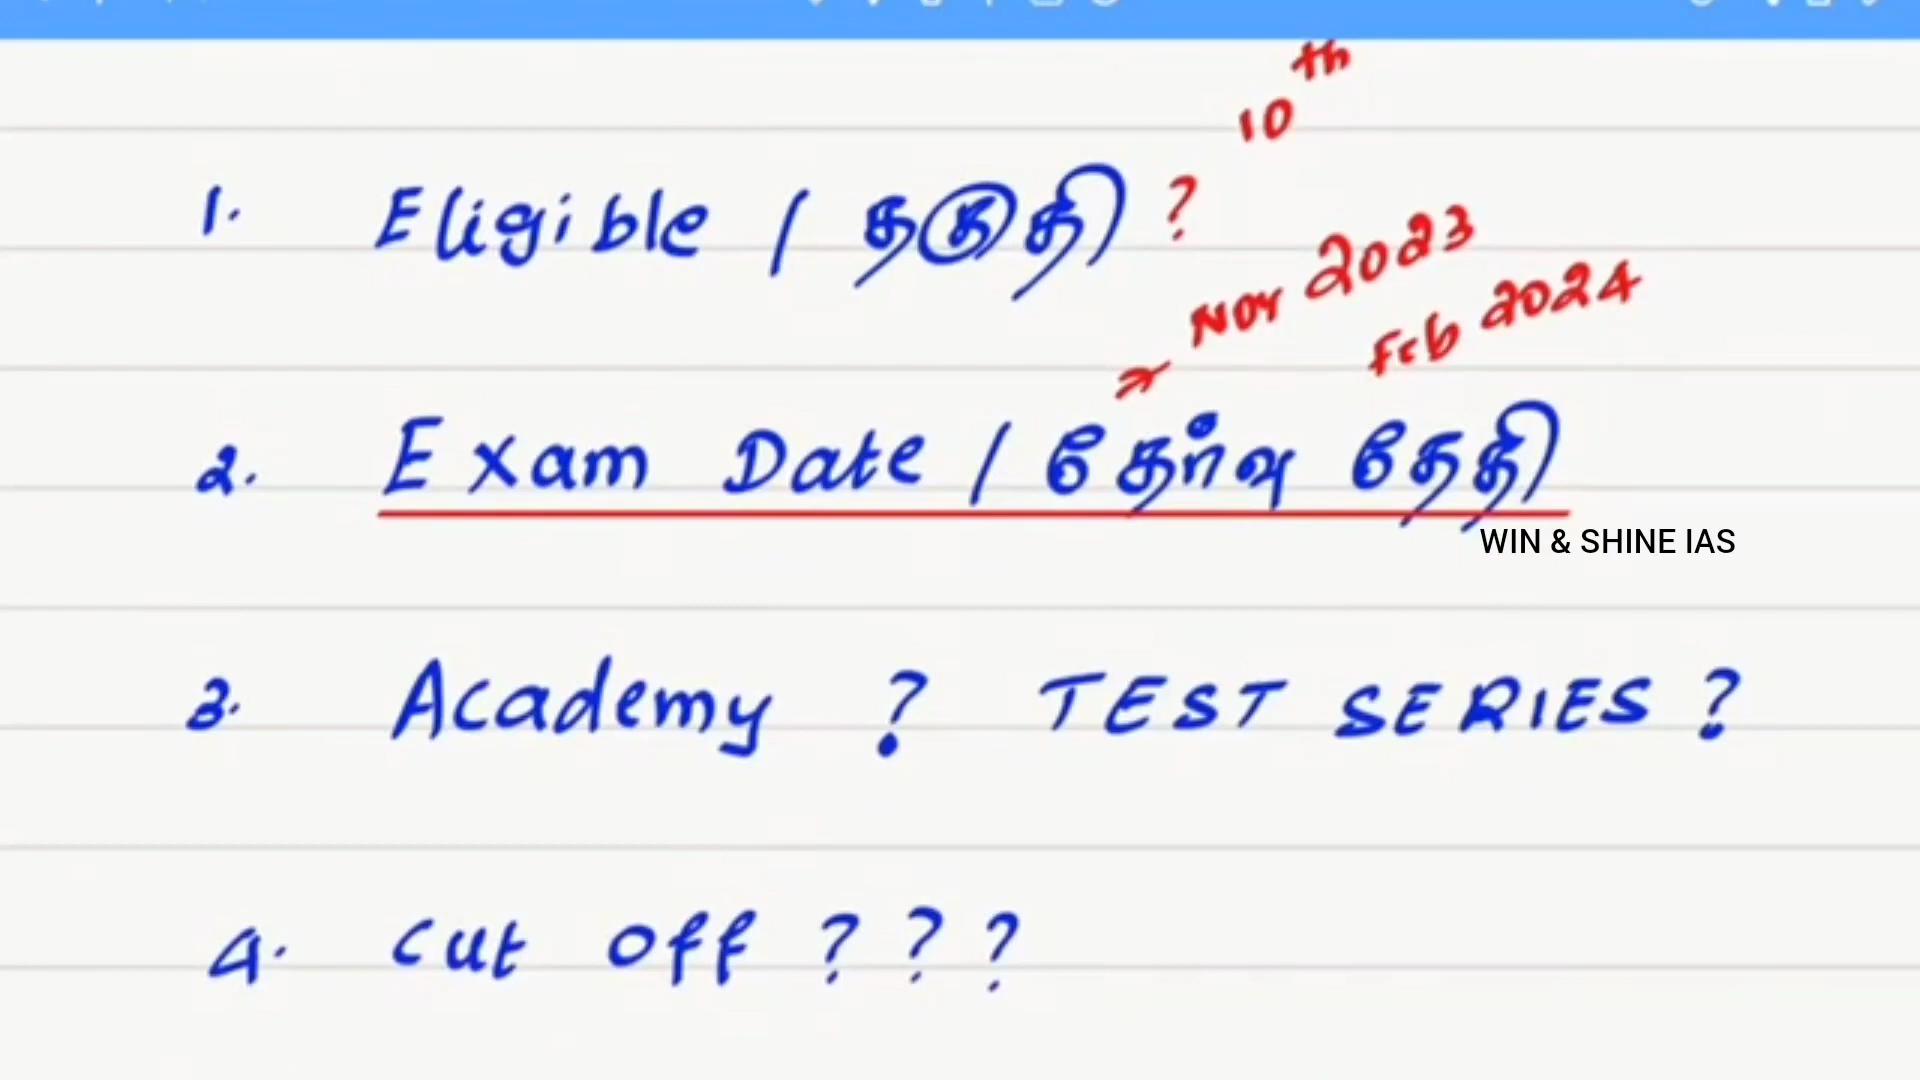 10th
1. Eligible / தகுதி ?
Nov 2023
Feb 2024
2. Exam Date / தேர்வு தேதி
WIN & SHINE IAS
3. Academy ? TEST SERIES ?
4. Cut off ? ? ?